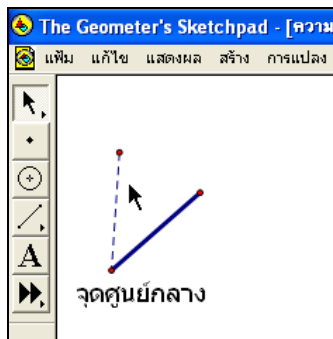 The Geometer's Sketchpad - [ความ
แฟ้ม แก้ไข แสดงผล สร้าง การแปลง
A
จุดศูนย์กลาง